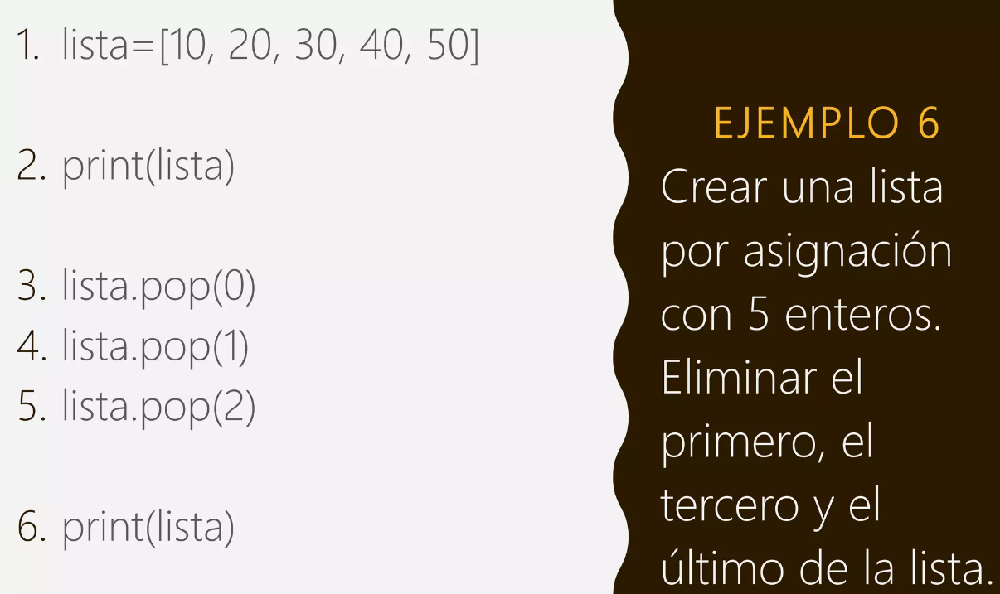 1. lista=[10, 20, 30, 40, 50]
2. print(lista)
3. lista.pop(0)
4. lista.pop(1)
5. lista.pop(2)
6. print(lista)
EJEMPLO 6
Crear una lista
por asignación
con 5 enteros.
Eliminar el
primero, el
tercero y el
último de la lista.